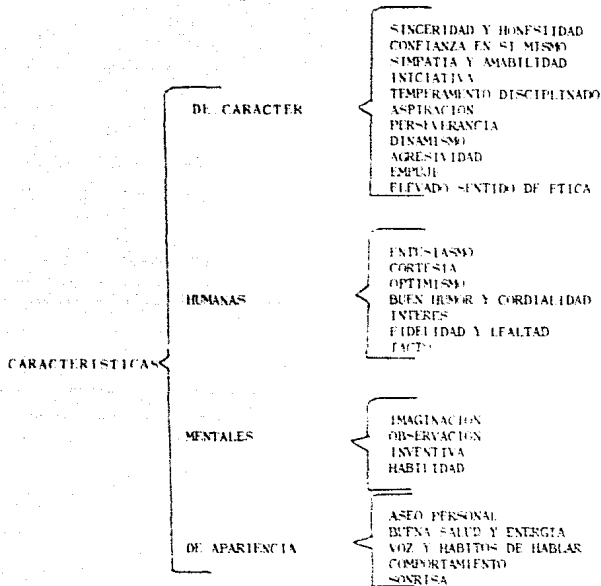 SINCERIDAD Y HONESTIDAD
CONFIANZA EN SI MISMO
SIMPATIA Y AMABILIDAD
INICIATIVA
DE CARACTER
TEMPERAMENTO DISCIPLINADO
ASPIRACION
PERSEVERANCIA
DINAMISMO
AGRESIVIDAD
EMPUJE
ELEVADO SENTIDO DE ETICA
ENTUSIASMO
CORTESIA
OPTIMISMO
HUMANAS
BUEN HUMOR Y CORDIALIDAD
INTERES
FIDELIDAD Y LEALTAD
TACTO
CARACTERISTICAS
IMAGINACION
MENTALES
OBSERVACION
INVENTIVA
HABILIDAD
ASEO PERSONAL
BUENA SALUD Y ENERGIA
DE APARIENCIA
VOZ Y HABITOS DE HABLAR
COMPORTAMIENTO
SONRISA